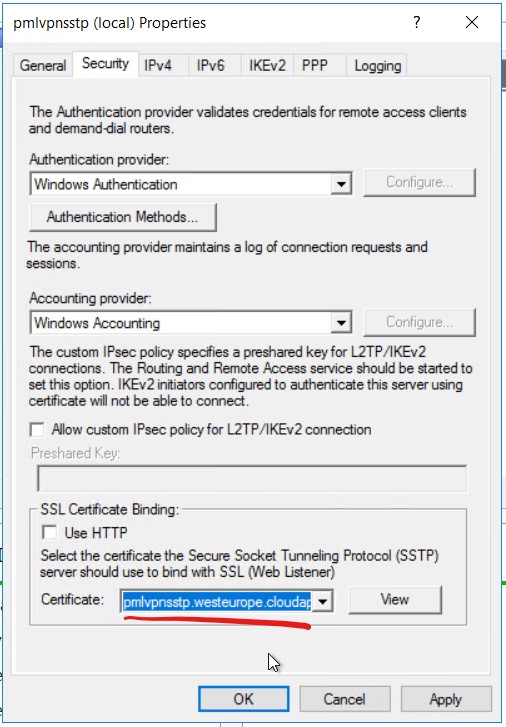 pmlvpnsstp (local) Properties
?
General Security IPv4 IPv6 IKEv2 PPP Logging
The Authentication provider validates credentials for remote access clients
and demand-dial routers.
Authentication provider:
Windows Authentication
Configure...
Authentication Methods...
The accounting provider maintains a log of connection requests and
sessions.
Accounting provider:
Windows Accounting
Configure...
The custom IPsec policy specifies a preshared key for L2TP/IKEv2
connections. The Routing and Remote Access service should be started to
set this option. IKEv2 initiators configured to authenticate this server using
certificate will not be able to connect.
Allow custom IPsec policy for L2TP/IKEv2 connection
Preshared Key:
SSL Certificate Binding:
Use HTTP
Select the certificate the Secure Socket Tunneling Protocol (SSTP)
server should use to bind with SSL (Web Listener)
Certificate: pmlvpnsstp.westeurope.cloudap View
OK Cancel Apply